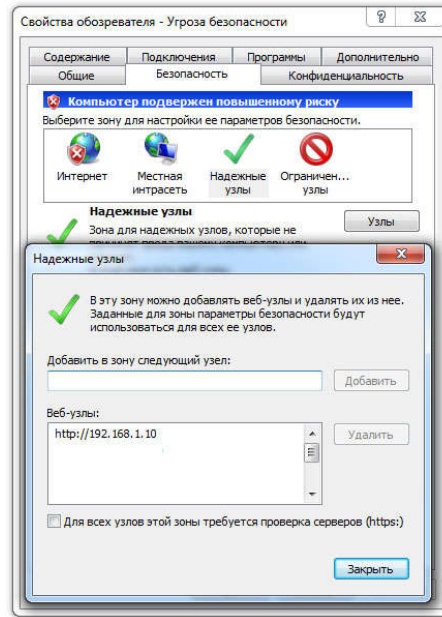 Свойства обозревателя - Угроза безопасности
Содержание Подключения Программы Дополнительно
Общие Безопасность Конфиденциальность
Компьютер подвержен повышенному риску
Выберите зону для настройки ее параметров безопасности.
Интернет Местная интрасеть Надежные узлы Ограничен... узлы
Надежные узлы
Узлы
Зона для надежных узлов, которые не
Надежные узлы
В эту зону можно добавлять веб-узлы и удалять их из нее.
Заданные для зоны параметры безопасности будут
использоваться для всех ее узлов.
Добавить в зону следующий узел:
Добавить
Веб-узлы:
http://192.168.1.10
Удалить
Для всех узлов этой зоны требуется проверка серверов (https:)
Закрыть